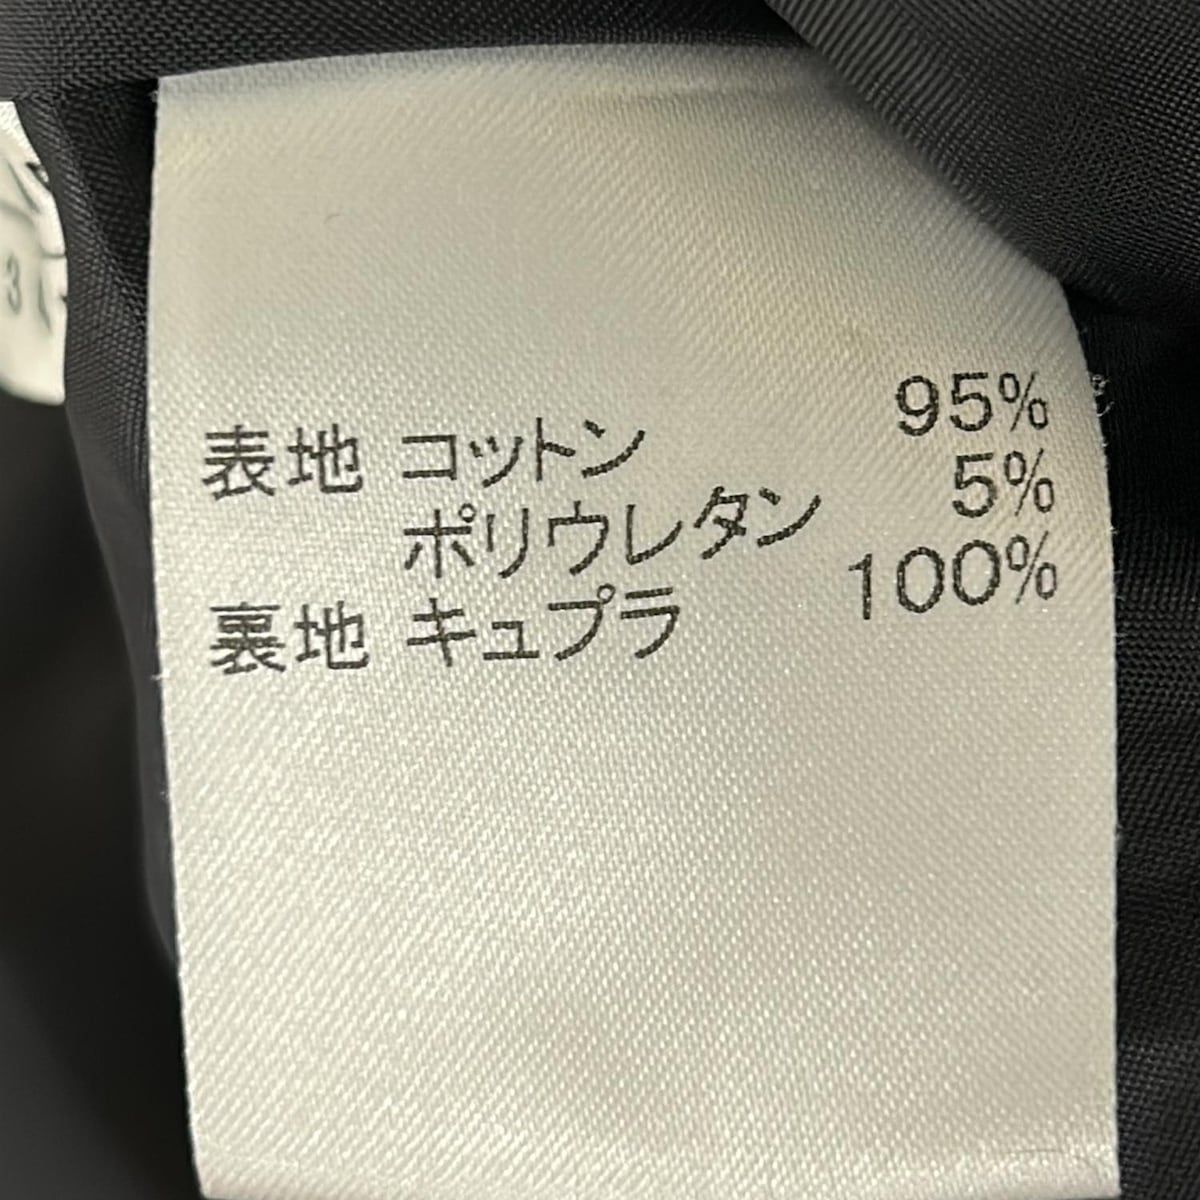 表地 コットン 95%
ポリウレタン 5%
裏地 キュプラ 100%
3